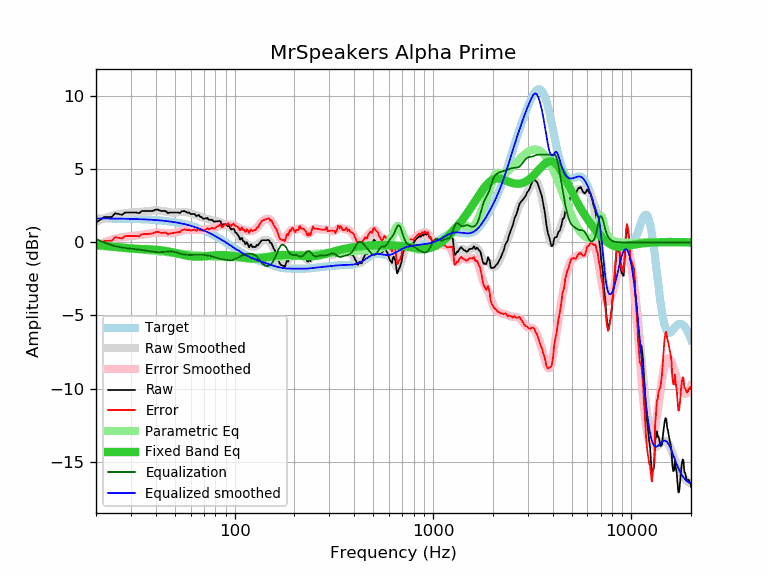 MrSpeakers Alpha Prime
Amplitude (dBr)
10
5
0
−5
−10
−15
Target
Raw Smoothed
Error Smoothed
Raw
Error
Parametric Eq
Fixed Band Eq
Equalization
Equalized smoothed
100
1000
10000
Frequency (Hz)